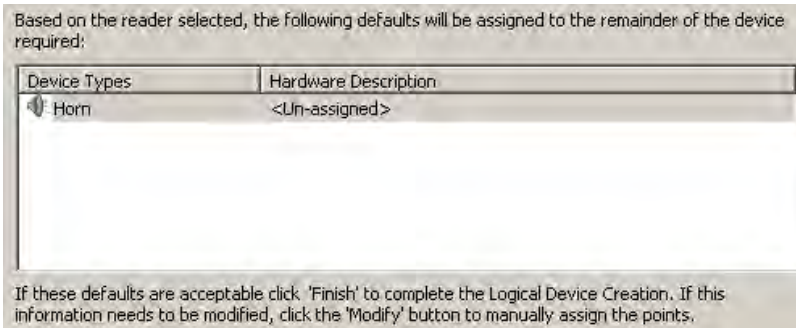 Based on the reader selected, the following defaults will be assigned to the remainder of the device
required:
Device Types Hardware Description
Horn <Un-assigned>
If these defaults are acceptable click 'Finish' to complete the Logical Device Creation. If this
information needs to be modified, click the 'Modify' button to manually assign the points.